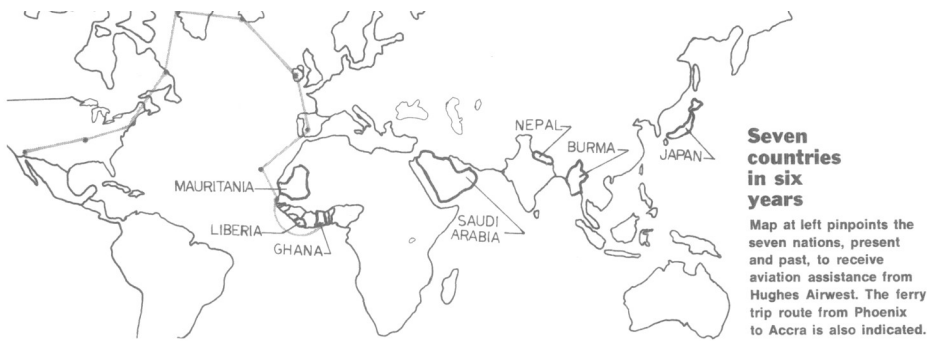 NEPAL
BURMA
JAPAN
MAURITANIA
LIBERIA
GHANA
SAUDI
ARABIA
Seven
countries
in six
years
Map at left pinpoints the
seven nations, present
and past, to receive
aviation assistance from
Hughes Airwest. The ferry
trip route from Phoenix
to Accra is also indicated.